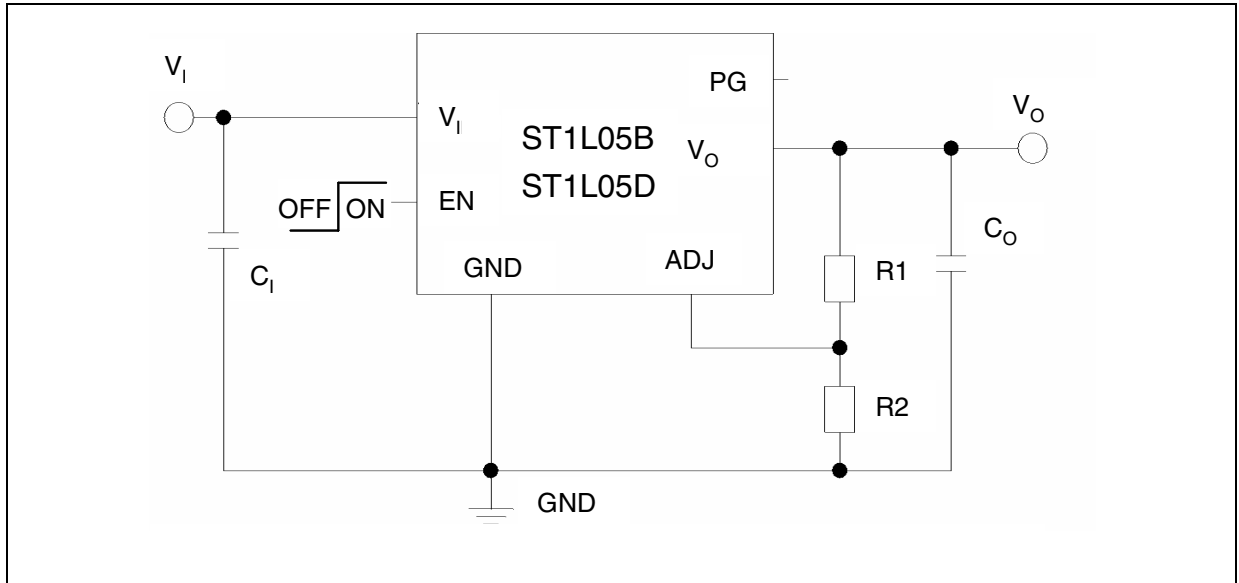 V_I
V_I
EN
OFF ON
C_I
GND
ST1L05B
ST1L05D
PG
V_O
ADJ
V_O
R1
C_O
R2
GND